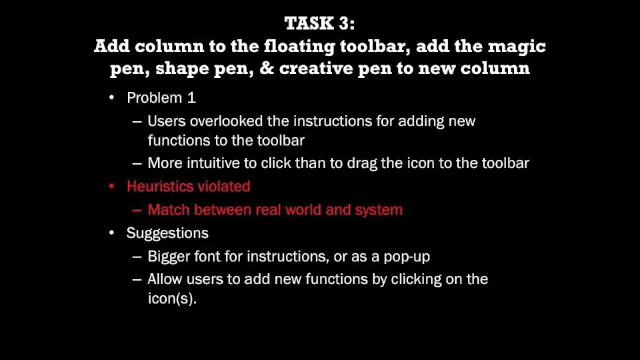 TASK 3:
Add column to the floating toolbar, add the magic
pen, shape pen, & creative pen to new column
• Problem 1
– Users overlooked the instructions for adding new
functions to the toolbar
– More intuitive to click than to drag the icon to the toolbar
• Heuristics violated
– Match between real world and system
• Suggestions
– Bigger font for instructions, or as a pop-up
– Allow users to add new functions by clicking on the
icon(s).